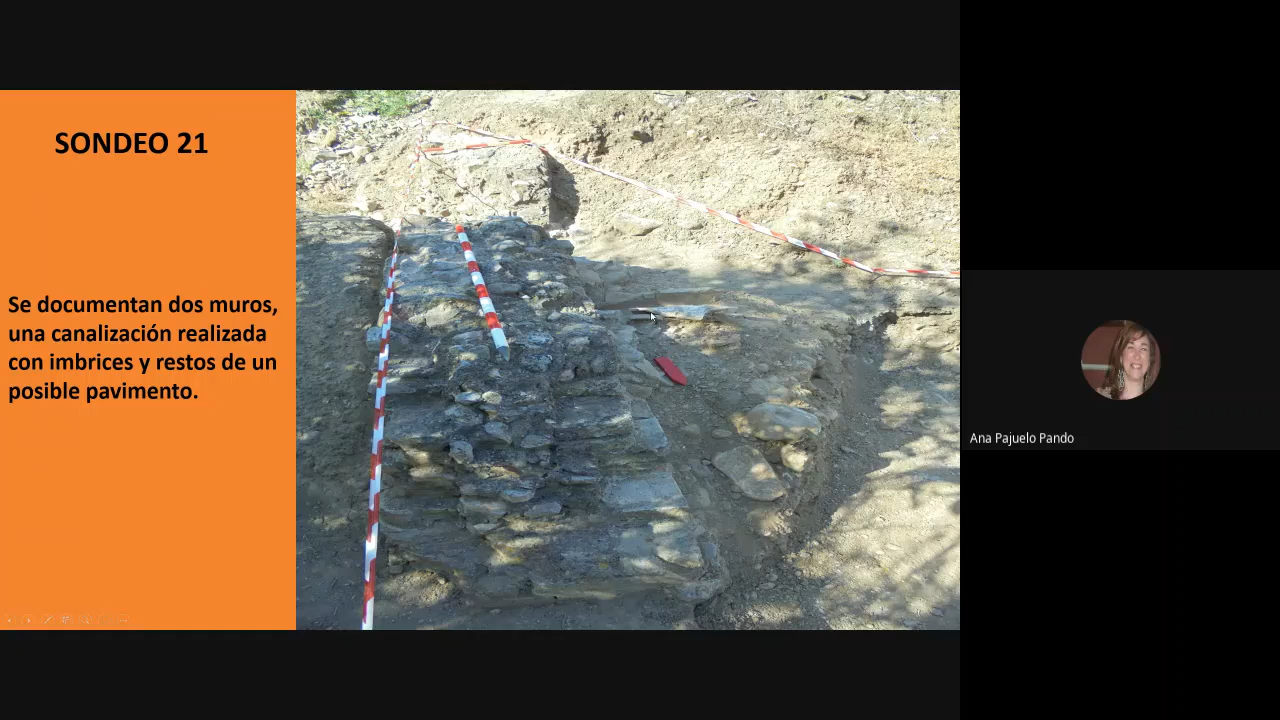 SONDEO 21
Se documentan dos muros,
una canalización realizada
con imbrices y restos de un
posible pavimento.
Ana Pajuelo Pando